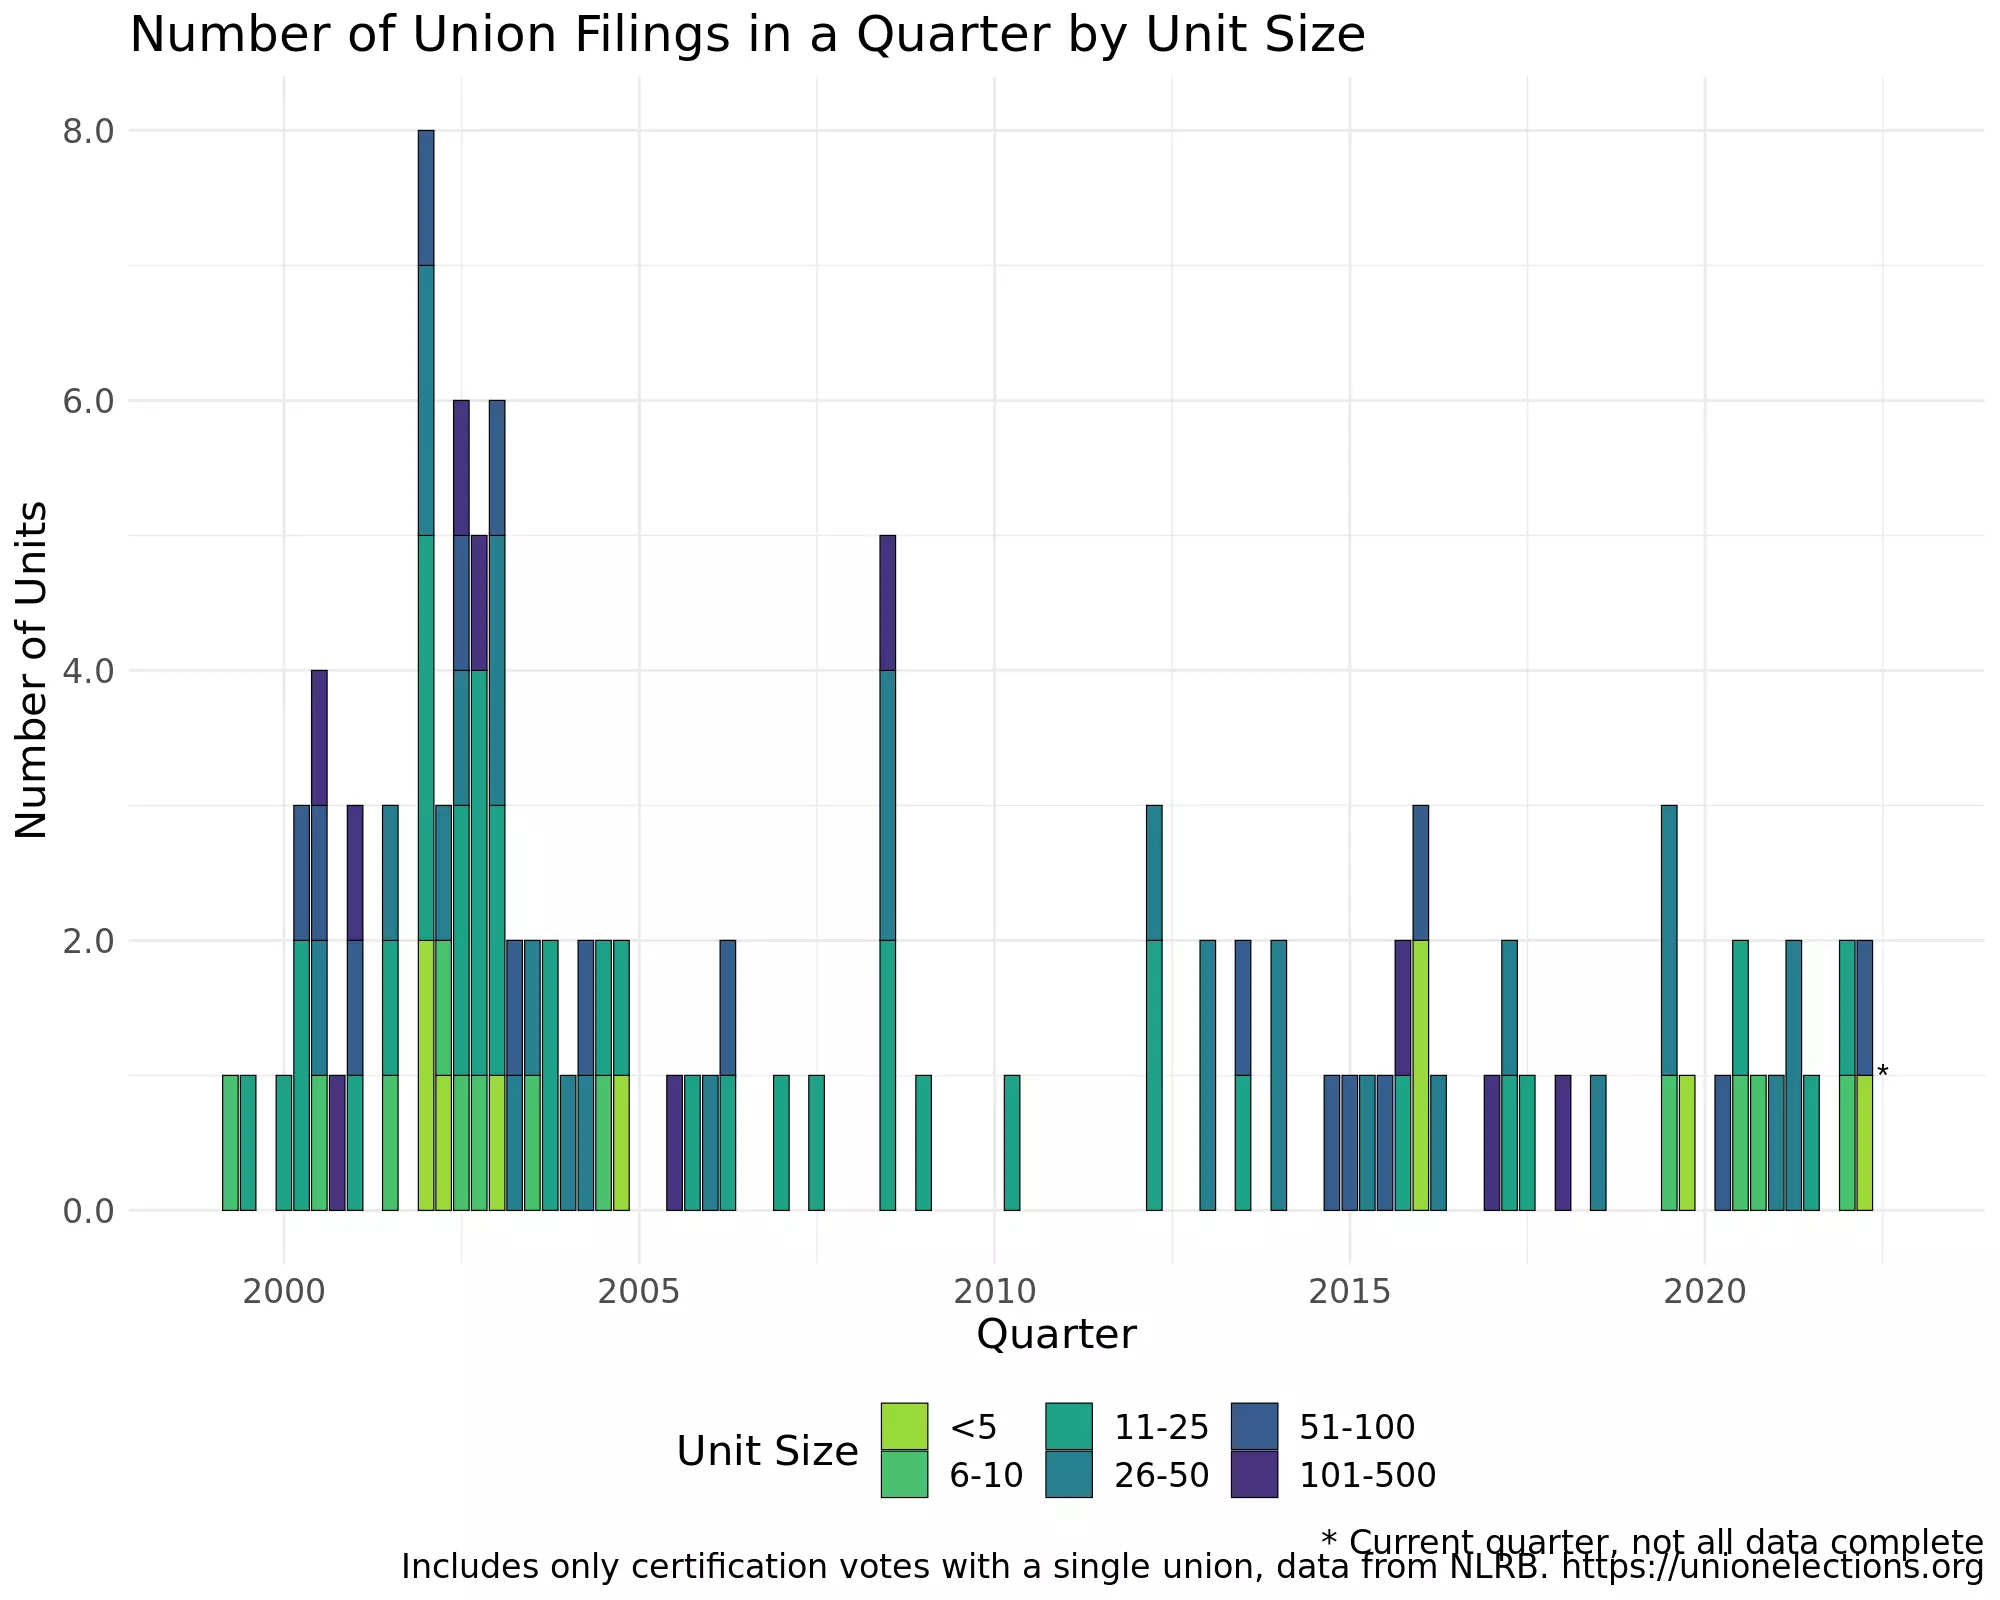 Number of Union Filings in a Quarter by Unit Size
Number of Units
8.0
6.0
4.0
2.0
0.0
*
2000 2005 2010 2015 2020
Quarter
Unit Size
<5 11-25 51-100
6-10 26-50 101-500
* Current quarter, not all data complete
Includes only certification votes with a single union, data from NLRB. https://unionelections.org